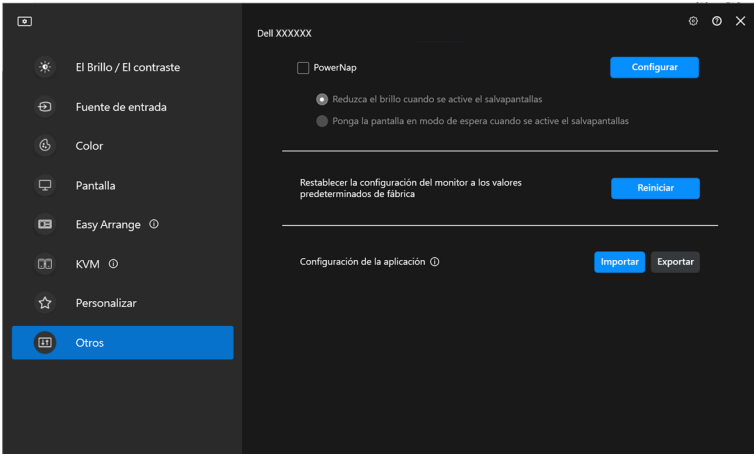 Dell XXXXXX
El Brillo / El contraste
Fuente de entrada
Color
Pantalla
Easy Arrange
KVM
Personalizar
Otros
PowerNap
Configurar
Reduzca el brillo cuando se active el salvapantallas
Ponga la pantalla en modo de espera cuando se active el salvapantallas
Restablecer la configuración del monitor a los valores
predeterminados de fábrica
Reiniciar
Configuración de la aplicación
Importar
Exportar